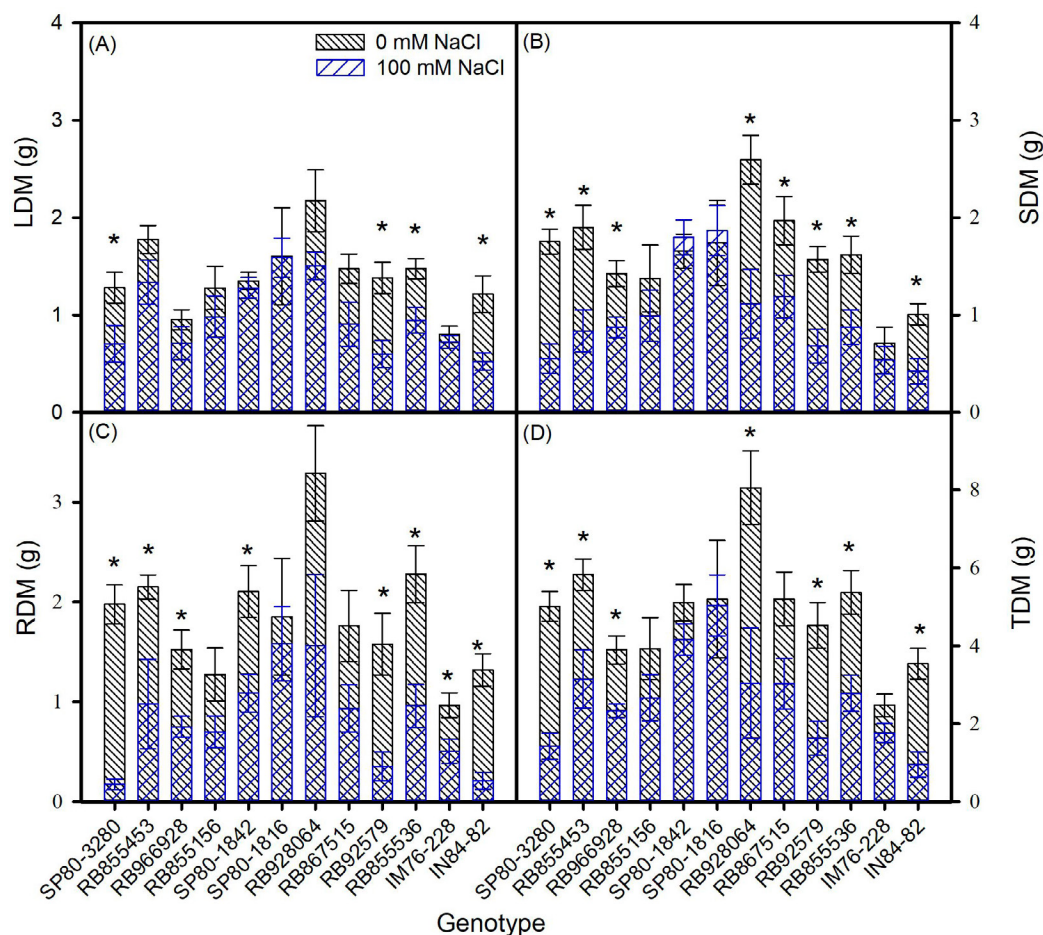 (A)
0 mM NaCl
100 mM NaCl
4
3
2
1
0
LDM (g)
*
*
*
*
(B)
4
3
2
1
0
SDM (g)
*
*
*
*
*
*
*
*
(C)
3
2
1
0
RDM (g)
*
*
*
*
*
*
*
*
(D)
8
6
4
2
0
TDM (g)
*
*
*
*
*
*
*
SP80-3280
RB855453
RB966928
RB855156
SP80-1842
SP80-1816
RB928064
RB867515
RB92579
RB855536
IM76-228
IN84-82
SP80-3280
RB855453
RB966928
RB855156
SP80-1842
SP80-1816
RB928064
RB867515
RB92579
RB855536
IM76-228
IN84-82
Genotype